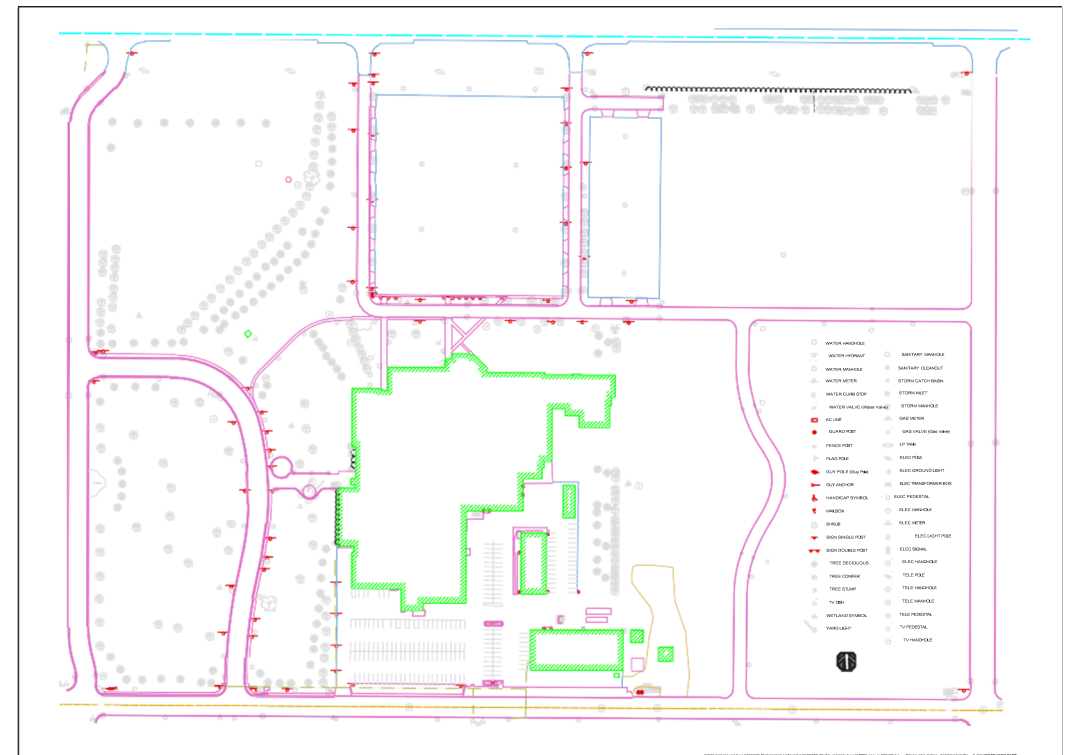 WATER HANDHOLE
WATER HYDRANT
SANITARY MANHOLE
WATER MANHOLE
SANITARY CLEANOUT
WATER METER
STORM CATCH BASIN
WATER CURB STOP
STORM INLET
WATER VALVE (Water Valve)
STORM MANHOLE
AC UNIT
GAS METER
GUARD POST
GAS VALVE (Gas Valve)
FENCE POST
LP TANK
FLAG POLE
ELEC POLE
GUY POLE (Guy Pole)
ELEC GROUND LIGHT
GUY ANCHOR
ELEC TRANSFORMER BOX
HANDICAP SYMBOL
ELEC PEDESTAL
MAILBOX
ELEC MANHOLE
SHRUB
ELEC METER
SIGN SINGLE POST
ELEC LIGHT POLE
SIGN DOUBLE POST
ELEC SIGNAL
TREE DECIDUOUS
ELEC HANDHOLE
TREE CONIFER
TELE POLE
TREE STUMP
TELE HANDHOLE
TV DISH
TELE MANHOLE
WETLAND SYMBOL
TELE PEDESTAL
YARD LIGHT
TV PEDESTAL
TV HANDHOLE